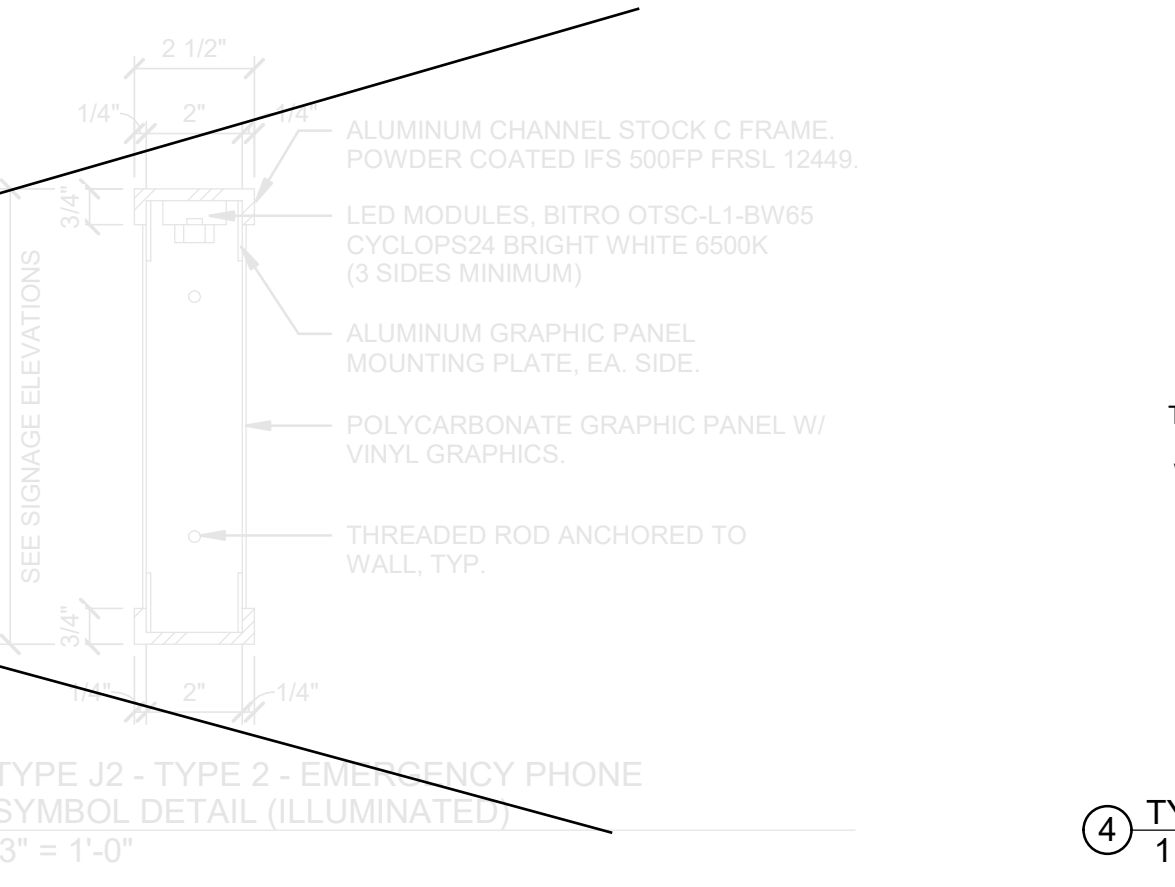 2 1/2"
1/4" 2" 1/4"
ALUMINUM CHANNEL STOCK C FRAME.
POWDER COATED IFS 500FP FRSL 12449.
3/4"
LED MODULES, BITRO OTSC-L1-BW65
CYCLOPS24 BRIGHT WHITE 6500K
(3 SIDES MINIMUM)
SEE SIGNAGE ELEVATIONS
ALUMINUM GRAPHIC PANEL
MOUNTING PLATE, EA. SIDE.
POLYCARBONATE GRAPHIC PANEL W/
VINYL GRAPHICS.
THREADED ROD ANCHORED TO
WALL, TYP.
3/4"
1/4" 2" 1/4"
TYPE J2 - TYPE 2 - EMERGENCY PHONE
SYMBOL DETAIL (ILLUMINATED)
3" = 1'-0"
4 TY
1